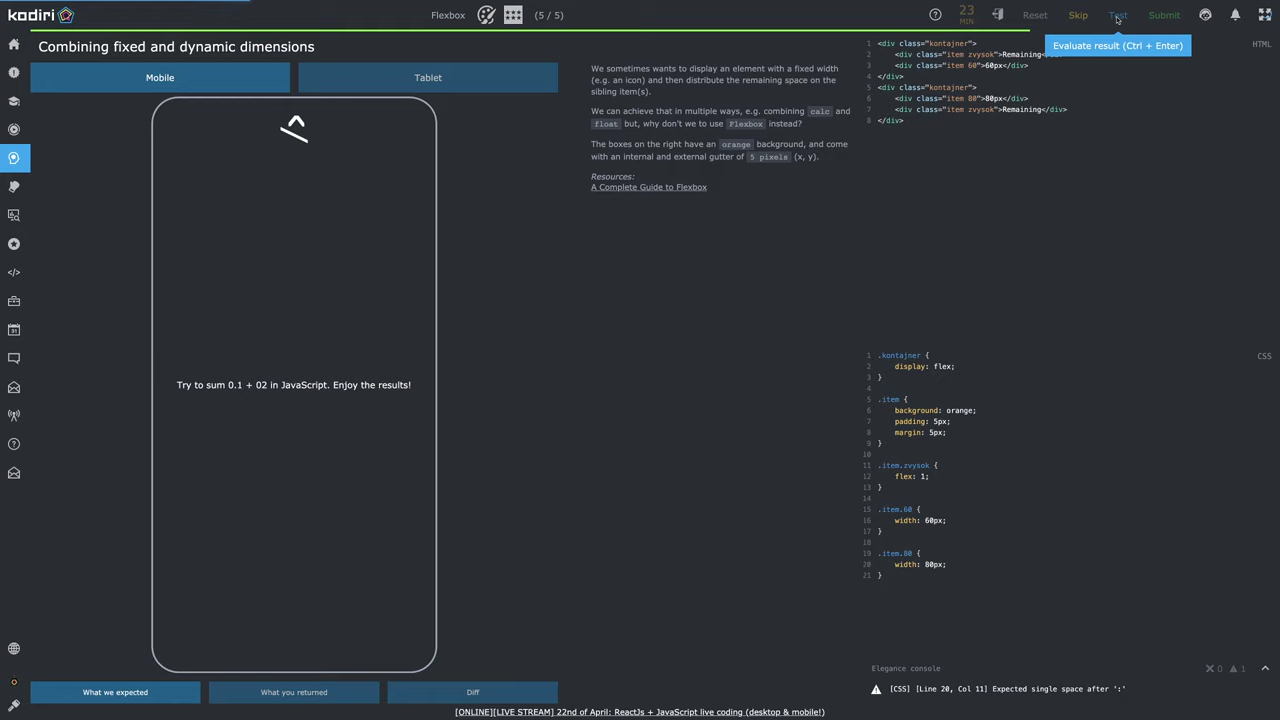 kodiri
Flexbox
(5 / 5)
23
MIN
Reset
Skip
Test
Submit
Evaluate result (Ctrl + Enter)
Combining fixed and dynamic dimensions
Mobile
Tablet
Try to sum 0.1 + 02 in JavaScript. Enjoy the results!
What we expected
What you returned
Diff
We sometimes wants to display an element with a fixed width
(e.g. an icon) and then distribute the remaining space on the
sibling item(s).
We can achieve that in multiple ways, e.g. combining calc and
float but, why don't we to use Flexbox instead?
The boxes on the right have an orange background, and come
with an internal and external gutter of 5 pixels (x, y).
Resources:
A Complete Guide to Flexbox
HTML
1 <div class="kontajner">
2 <div class="item zvysok">Remaining</div>
3 <div class="item 60">60px</div>
4 </div>
5 <div class="kontajner">
6 <div class="item 80">80px</div>
7 <div class="item zvysok">Remaining</div>
8 </div>
CSS
1 .kontajner {
2 display: flex;
3 }
4
5 .item {
6 background: orange;
7 padding: 5px;
8 margin: 5px;
9 }
10
11 .item.zvysok {
12 flex: 1;
13 }
14
15 .item.60 {
16 width: 60px;
17 }
18
19 .item.80 {
20 width: 80px;
21 }
Elegance console
0
1
[CSS] [Line 20, Col 11] Expected single space after ':'
[ONLINE][LIVE STREAM] 22nd of April: ReactJs + JavaScript live coding (desktop & mobile!)